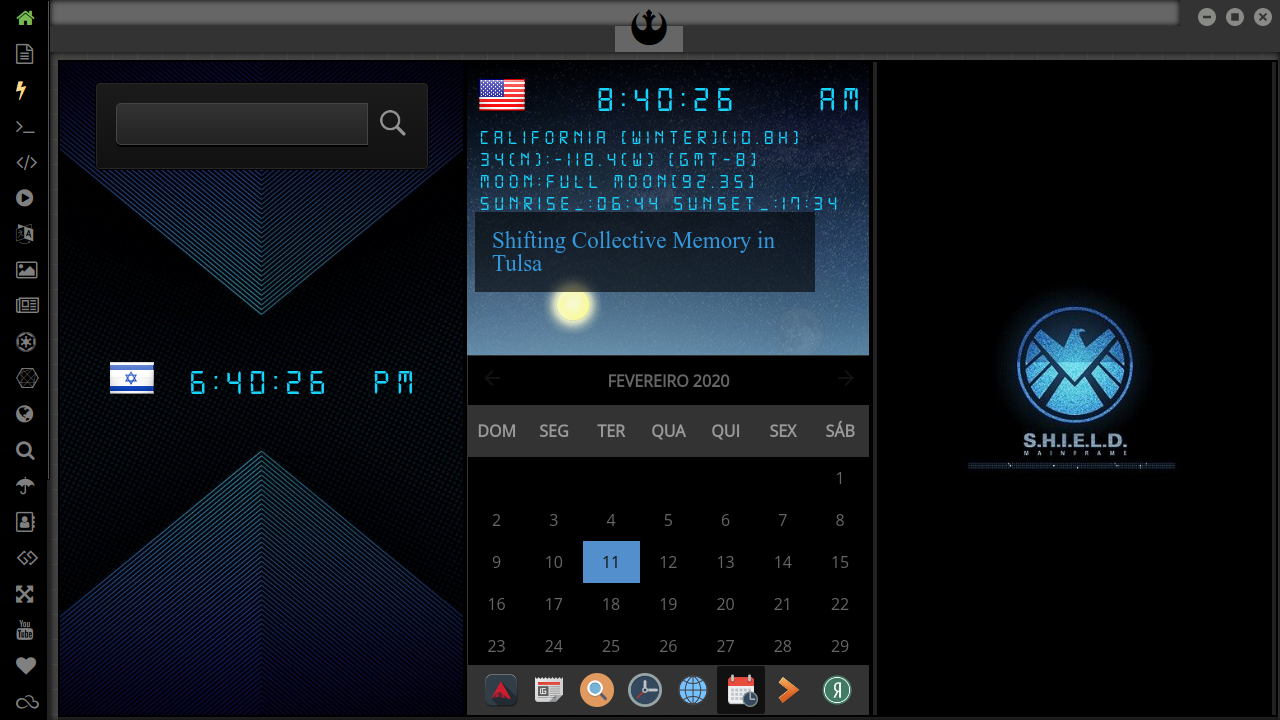 8:40:26 AM
CALIFORNIA (WINTER)(10.8H)
34(N):-118.4(W) (GMT-8)
MOON:FULL MOON(92.35)
SUNRISE_:06:44 SUNSET_:17:34
Shifting Collective Memory in
Tulsa
6:40:26 PM
FEVEREIRO 2020
DOM SEG TER QUA QUI SEX SÁB
1
2 3 4 5 6 7 8
9 10 11 12 13 14 15
16 17 18 19 20 21 22
23 24 25 26 27 28 29
S.H.I.E.L.D.
MAINFRAME
You
Tube
Я